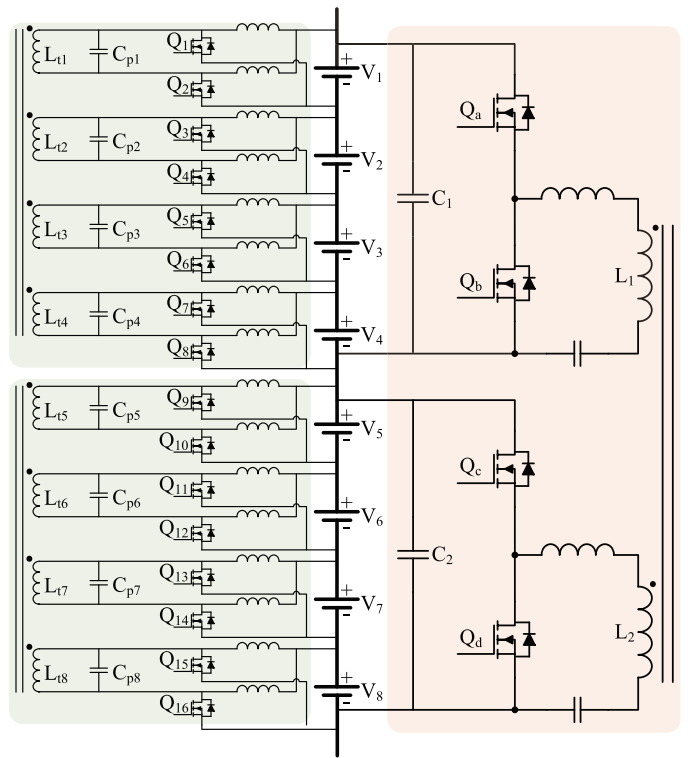 L_t1 C_p1 Q_1 + - V_1
Q_2
L_t2 C_p2 Q_3 + - V_2
Q_4
L_t3 C_p3 Q_5 + - V_3
Q_6
L_t4 C_p4 Q_7 + - V_4
Q_8
L_t5 C_p5 Q_9 + - V_5
Q_10
L_t6 C_p6 Q_11 + - V_6
Q_12
L_t7 C_p7 Q_13 + - V_7
Q_14
L_t8 C_p8 Q_15 + - V_8
Q_16
Q_a
C_1
Q_b L_1
Q_c
C_2
Q_d L_2